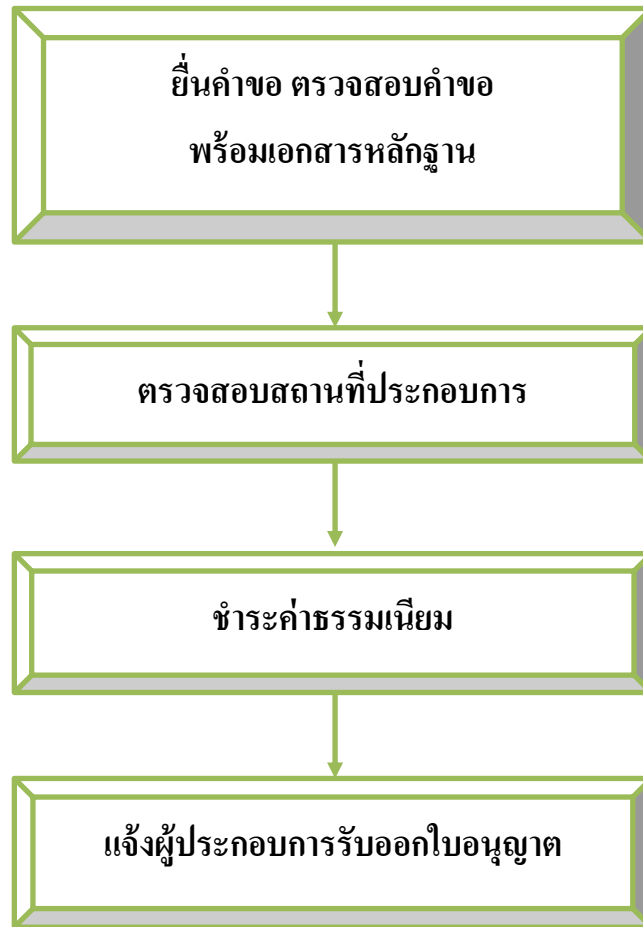 ยื่นคำขอ ตรวจสอบคำขอ
พร้อมเอกสารหลักฐาน
ตรวจสอบสถานที่ประกอบการ
ชำระค่าธรรมเนียม
แจ้งผู้ประกอบการรับออกใบอนุญาต